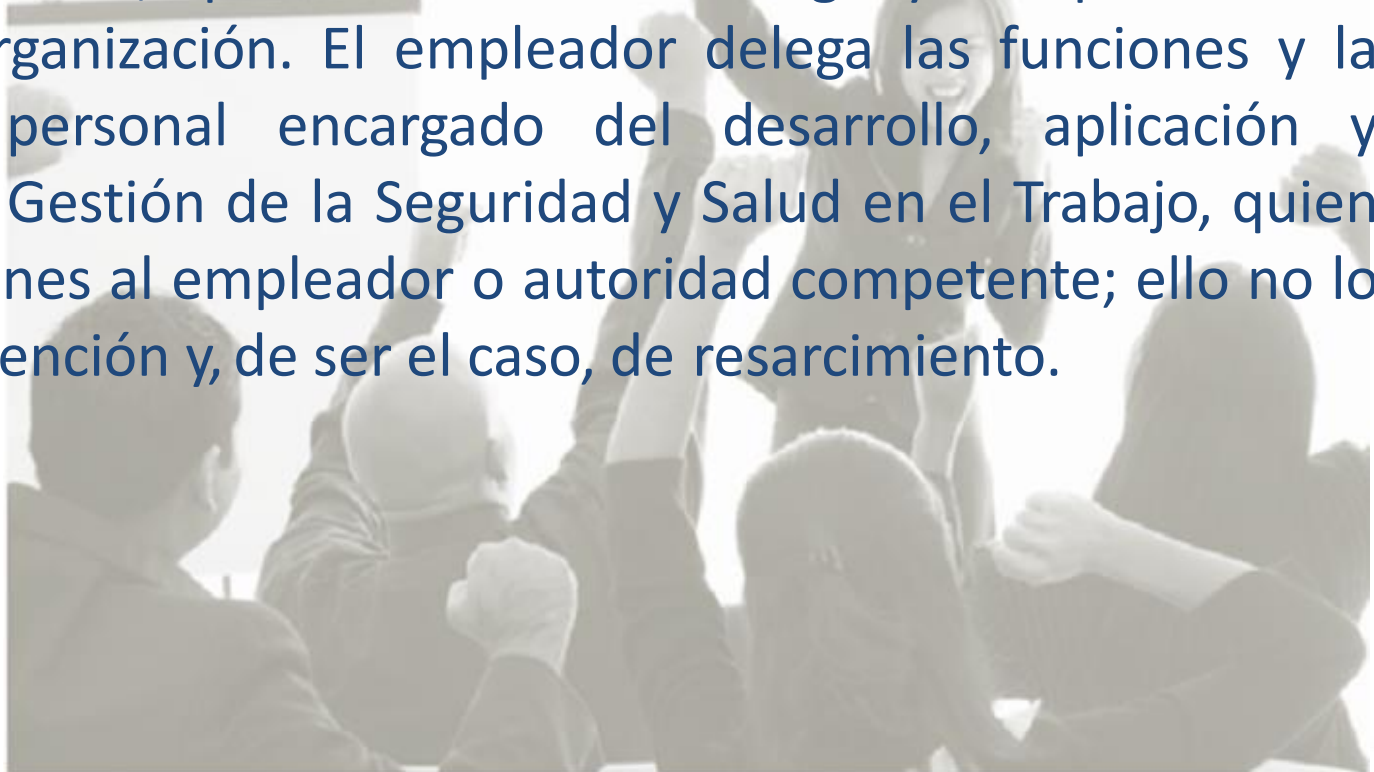 rganización. El empleador delega las funciones y la
personal encargado del desarrollo, aplicación y
Gestión de la Seguridad y Salud en el Trabajo, quien
nes al empleador o autoridad competente; ello no lo
ención y, de ser el caso, de resarcimiento.